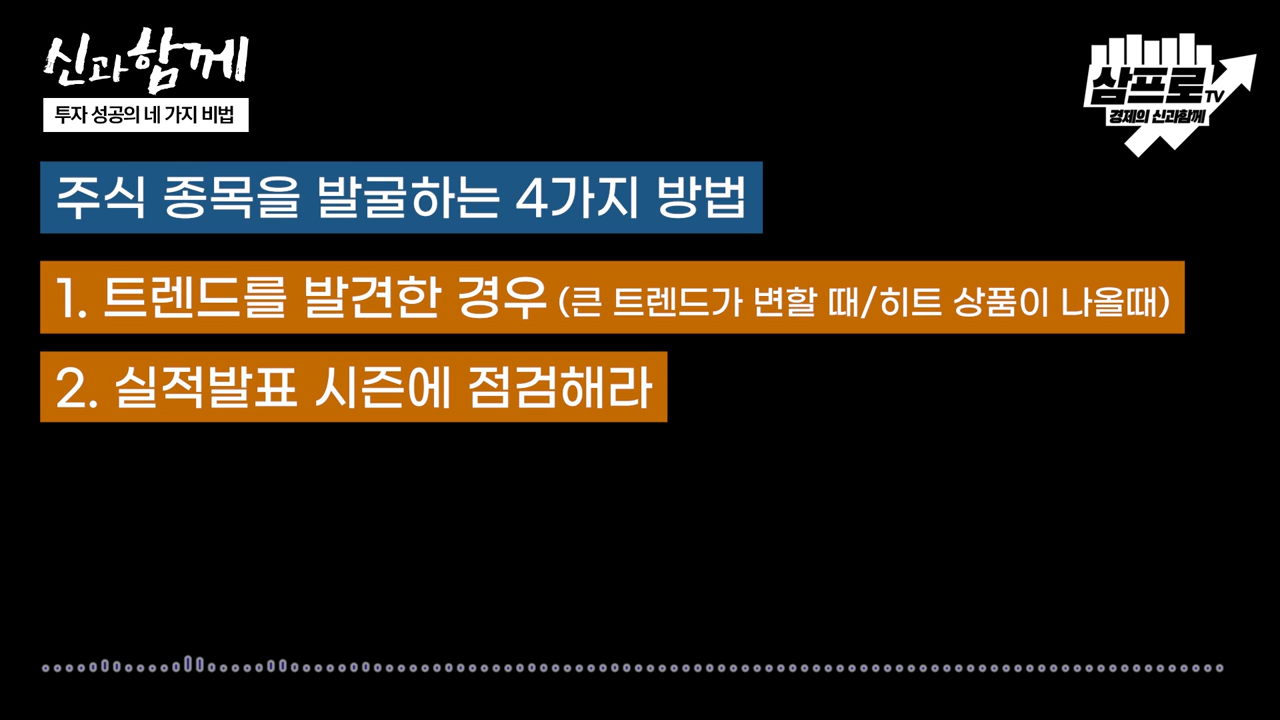 신과함께
투자 성공의 네 가지 비법
삼프로TV
경제의 신과함께
주식 종목을 발굴하는 4가지 방법
1. 트렌드를 발견한 경우 (큰 트렌드가 변할 때/히트 상품이 나올때)
2. 실적발표 시즌에 점검해라